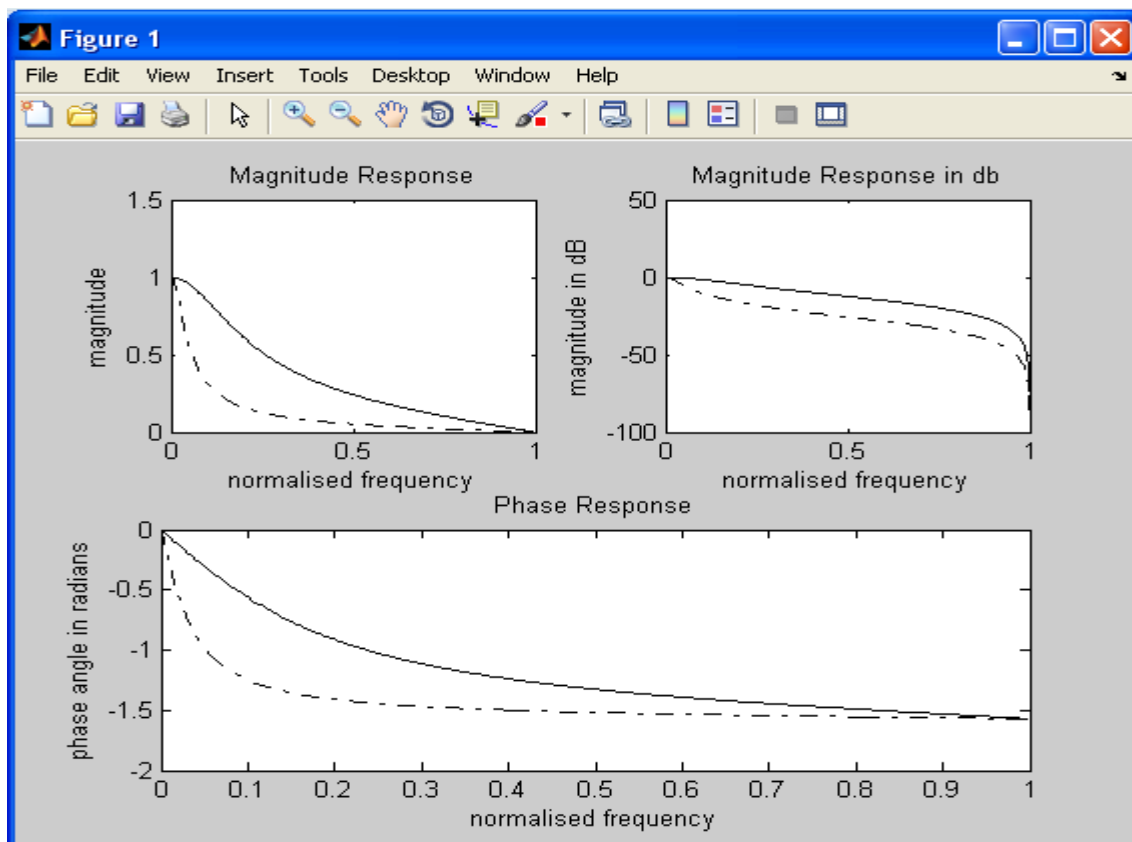 Figure 1
File Edit View Insert Tools Desktop Window Help
Magnitude Response
1.5
1
0.5
0
0 0.5 1
magnitude
normalised frequency
Magnitude Response in db
50
0
-50
-100
0 0.5 1
magnitude in dB
normalised frequency
Phase Response
0
-0.5
-1
-1.5
-2
0 0.1 0.2 0.3 0.4 0.5 0.6 0.7 0.8 0.9 1
phase angle in radians
normalised frequency